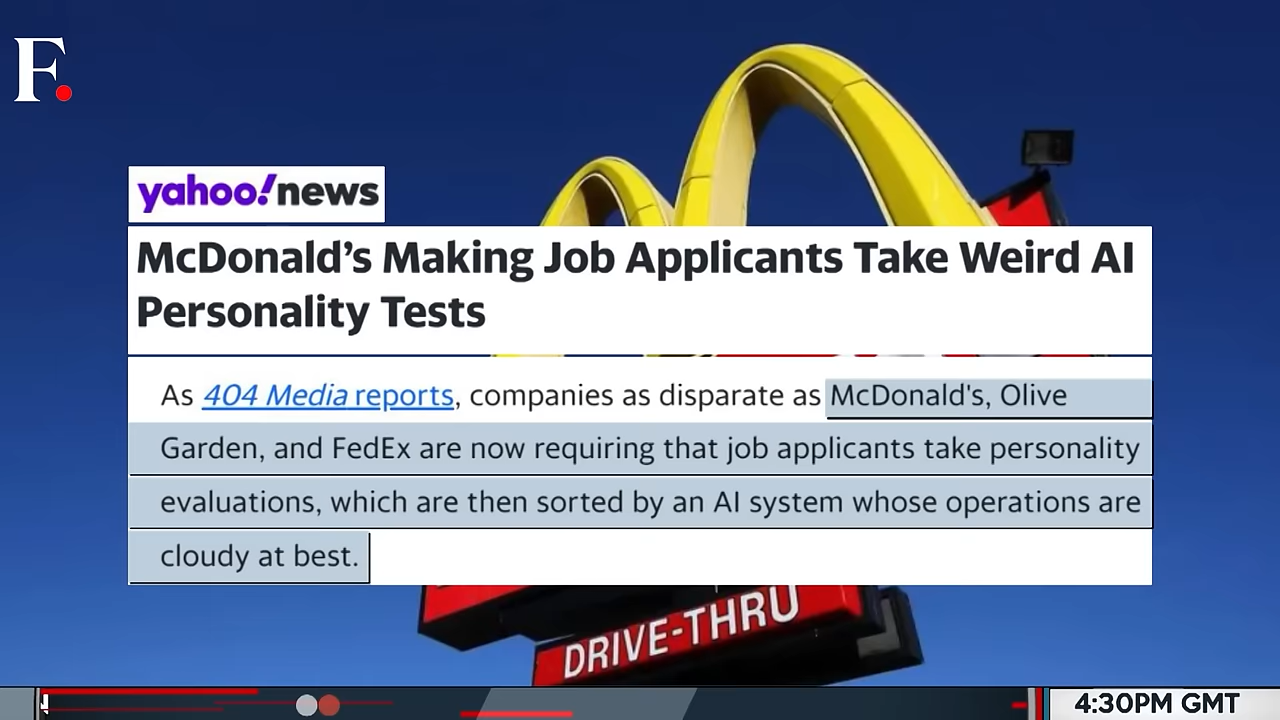 F.
yahoo!news
McDonald's Making Job Applicants Take Weird AI
Personality Tests
As 404 Media reports, companies as disparate as McDonald's, Olive
Garden, and FedEx are now requiring that job applicants take personality
evaluations, which are then sorted by an AI system whose operations are
cloudy at best.
DRIVE-THRU
4:30PM GMT